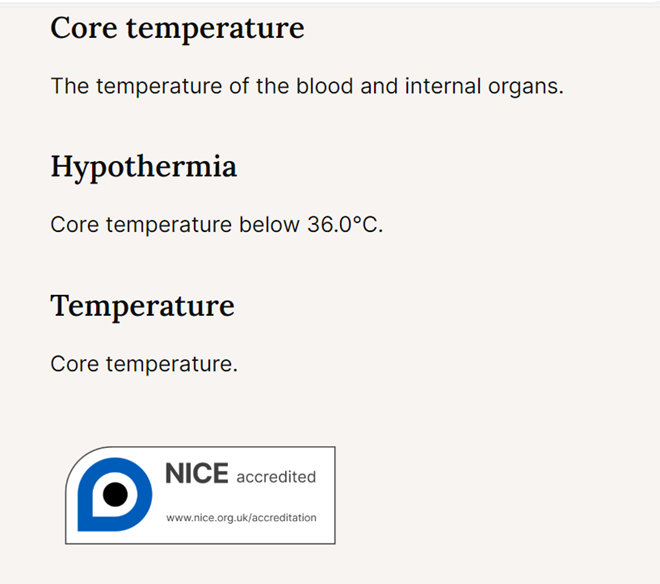 Core temperature
The temperature of the blood and internal organs.
Hypothermia
Core temperature below 36.0°C.
Temperature
Core temperature.
NICE accredited
www.nice.org.uk/accreditation